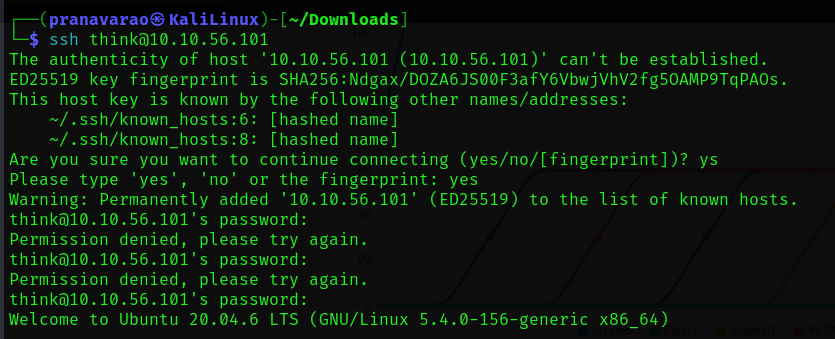 ┌──(pranavarao㉿KaliLinux)-[~/Downloads]
└─$ ssh think@10.10.56.101
The authenticity of host '10.10.56.101 (10.10.56.101)' can't be established.
ED25519 key fingerprint is SHA256:Ndgax/DOZA6JS00F3afY6VbwjVhV2fg5OAMP9TqPAOs.
This host key is known by the following other names/addresses:
    ~/.ssh/known_hosts:6: [hashed name]
    ~/.ssh/known_hosts:8: [hashed name]
Are you sure you want to continue connecting (yes/no/[fingerprint])? ys
Please type 'yes', 'no' or the fingerprint: yes
Warning: Permanently added '10.10.56.101' (ED25519) to the list of known hosts.
think@10.10.56.101's password:
Permission denied, please try again.
think@10.10.56.101's password:
Permission denied, please try again.
think@10.10.56.101's password:
Welcome to Ubuntu 20.04.6 LTS (GNU/Linux 5.4.0-156-generic x86_64)